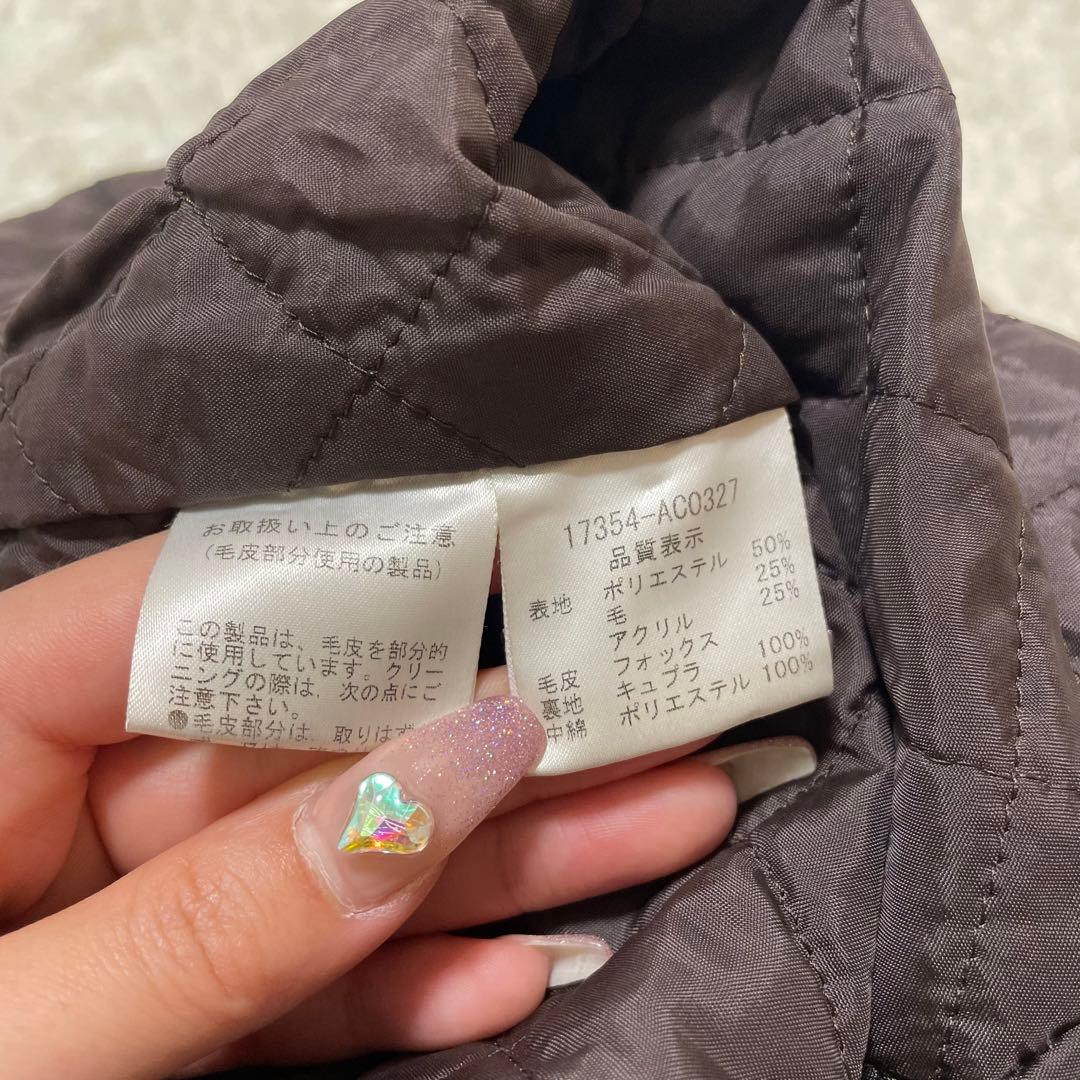 お取扱い上のご注意
(毛皮部分使用の製品)
この製品は、毛皮を部分的
に使用しています。クリー
ニングの際は、次の点にご
注意下さい。
●毛皮部分は、取りはず
17354-AC0327
品質表示
表地 ポリエステル 50%
毛 25%
アクリル 25%
毛皮 フォックス
裏地 キュプラ 100%
中綿 ポリエステル 100%